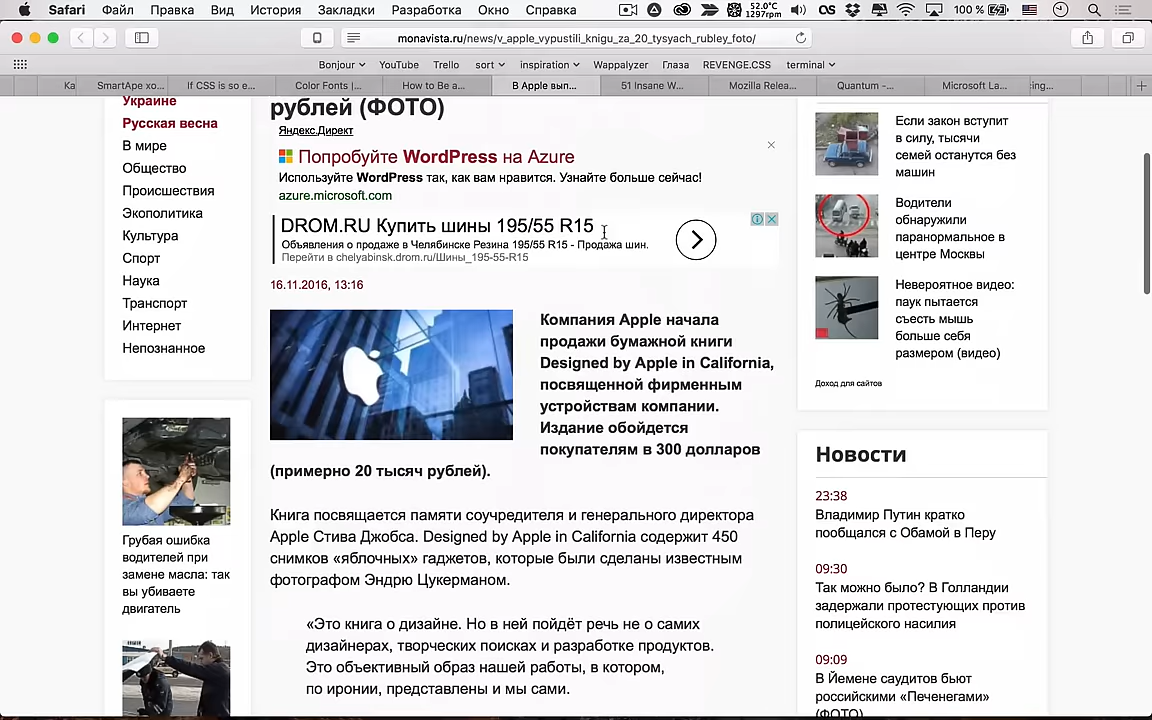 Safari Файл Правка Вид История Закладки Разработка Окно Справка
52.0°C
1297rpm
100 %
monavista.ru/news/v_apple_vypustili_knigu_za_20_tysyach_rubley_foto/
Bonjour YouTube Trello sort inspiration Wappalyzer Глаза REVENGE.CSS terminal
Ka SmartApe xo... If CSS is so e... Color Fonts |... How to Be a... В Apple вып... 51 Insane W... Mozilla Relea... Quantum -... Microsoft La... ing...
Украине
Русская весна
В мире
Общество
Происшествия
Экополитика
Культура
Спорт
Наука
Транспорт
Интернет
Непознанное
Грубая ошибка
водителей при
замене масла: так
вы убиваете
двигатель
рублей (ФОТО)
Яндекс.Директ
Попробуйте WordPress на Azure
Используйте WordPress так, как вам нравится. Узнайте больше сейчас!
azure.microsoft.com
DROM.RU Купить шины 195/55 R15
Объявления о продаже в Челябинске Резина 195/55 R15 - Продажа шин.
Перейти в chelyabinsk.drom.ru/Шины_195-55-R15
16.11.2016, 13:16
Компания Apple начала
продажи бумажной книги
Designed by Apple in California,
посвященной фирменным
устройствам компании.
Издание обойдется
покупателям в 300 долларов
(примерно 20 тысяч рублей).
Книга посвящается памяти соучредителя и генерального директора
Apple Стива Джобса. Designed by Apple in California содержит 450
снимков «яблочных» гаджетов, которые были сделаны известным
фотографом Эндрю Цукерманом.
«Это книга о дизайне. Но в ней пойдёт речь не о самих
дизайнерах, творческих поисках и разработке продуктов.
Это объективный образ нашей работы, в котором,
по иронии, представлены и мы сами.
Если закон вступит
в силу, тысячи
семей останутся без
машин
Водители
обнаружили
паранормальное в
центре Москвы
Невероятное видео:
паук пытается
съесть мышь
больше себя
размером (видео)
Доход для сайтов
Новости
23:38
Владимир Путин кратко
пообщался с Обамой в Перу
09:30
Так можно было? В Голландии
задержали протестующих против
полицейского насилия
09:09
В Йемене саудитов бьют
российскими «Печенегами»
(ФОТО)